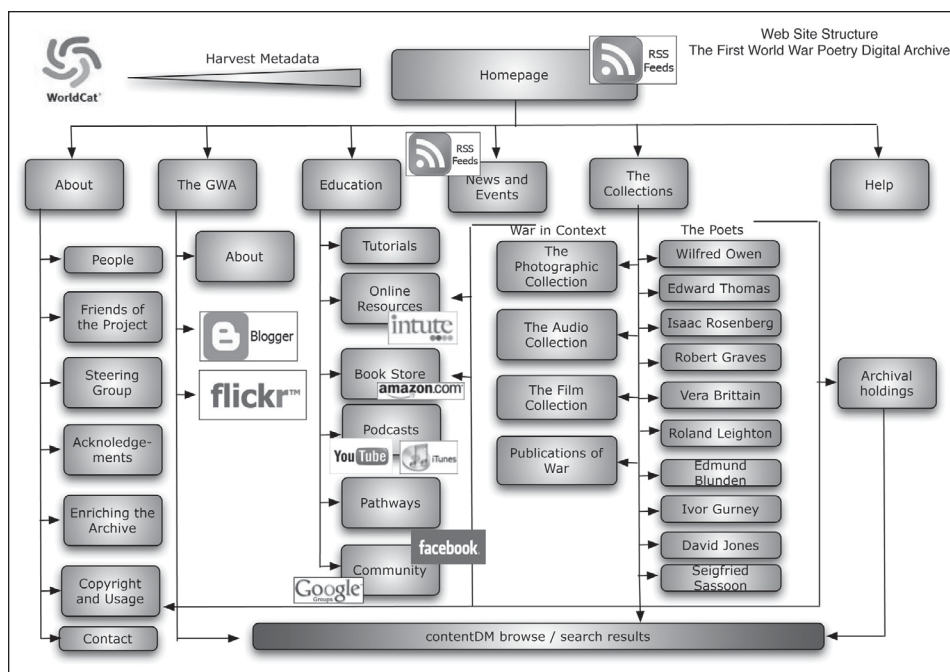 Web Site Structure
The First World War Poetry Digital Archive
WorldCat®
Harvest Metadata
Homepage
RSS
Feeds
About
The GWA
Education
RSS
Feeds
News and
Events
The
Collections
Help
People
Friends of
the Project
Steering
Group
Acknoledge-
ments
Enriching the
Archive
Copyright
and Usage
Contact
About
Blogger
flickr™
Tutorials
Online
Resources
intute
Book Store
amazon.com
Podcasts
YouTube
iTunes
Pathways
facebook
Community
Google
Groups
War in Context
The
Photographic
Collection
The Audio
Collection
The Film
Collection
Publications of
War
The Poets
Wilfred Owen
Edward Thomas
Isaac Rosenberg
Robert Graves
Vera Brittain
Roland Leighton
Edmund
Blunden
Ivor Gurney
David Jones
Seigfried
Sassoon
Archival
holdings
contentDM browse / search results